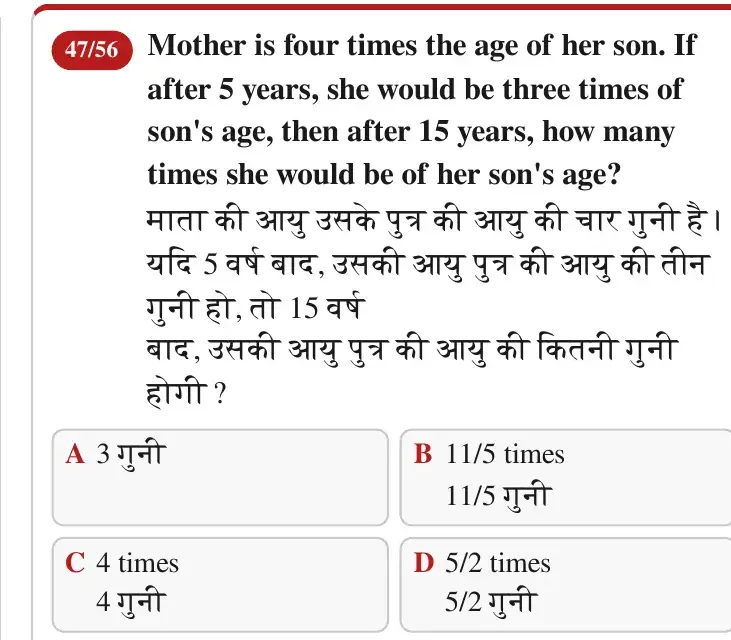 47/56 Mother is four times the age of her son. If
after 5 years, she would be three times of
son's age, then after 15 years, how many
times she would be of her son's age?
माता की आयु उसके पुत्र की आयु की चार गुनी है।
यदि 5 वर्ष बाद, उसकी आयु पुत्र की आयु की तीन
गुनी हो, तो 15 वर्ष
बाद, उसकी आयु पुत्र की आयु की कितनी गुनी
होगी ?
A 3 गुनी
B 11/5 times
11/5 गुनी
C 4 times
4 गुनी
D 5/2 times
5/2 गुनी